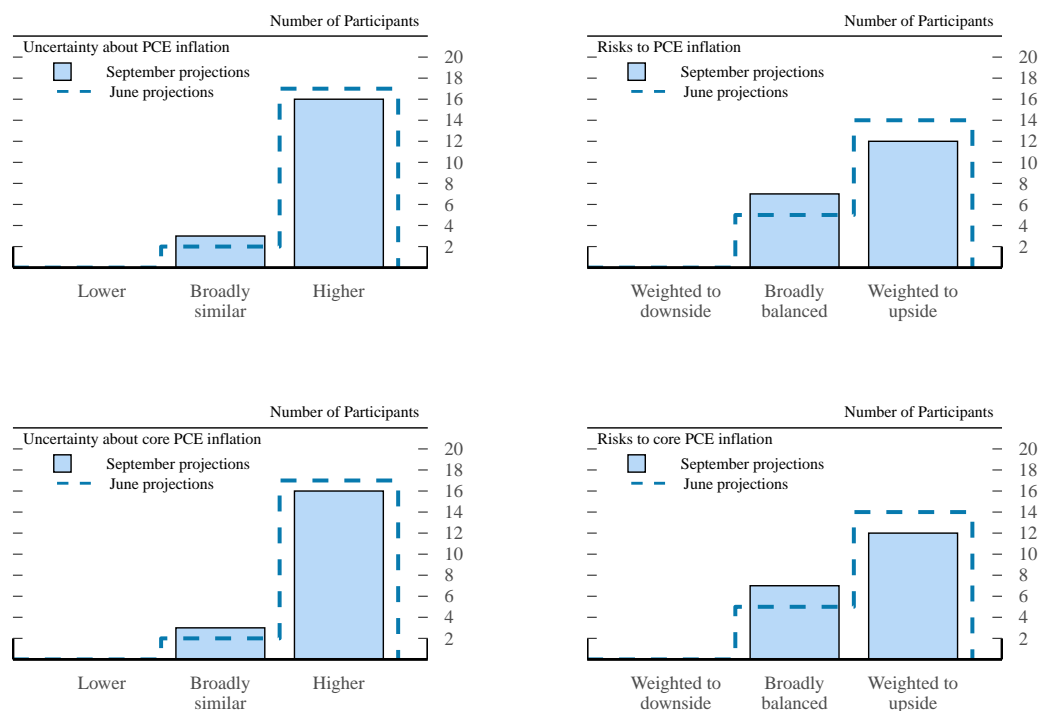 Number of Participants
Uncertainty about PCE inflation
September projections
June projections
20
18
16
14
12
10
8
6
4
2
Lower
Broadly
similar
Higher
Number of Participants
Risks to PCE inflation
September projections
June projections
20
18
16
14
12
10
8
6
4
2
Weighted to
downside
Broadly
balanced
Weighted to
upside
Number of Participants
Uncertainty about core PCE inflation
September projections
June projections
20
18
16
14
12
10
8
6
4
2
Lower
Broadly
similar
Higher
Number of Participants
Risks to core PCE inflation
September projections
June projections
20
18
16
14
12
10
8
6
4
2
Weighted to
downside
Broadly
balanced
Weighted to
upside